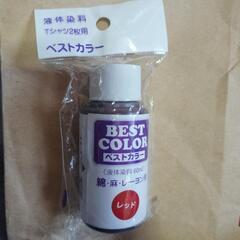 液体染料
Tシャツ2枚用
ベストカラー
BEST
COLOR
ベストカラー
液体染料 60ml
綿・麻・レーヨン用
レッド